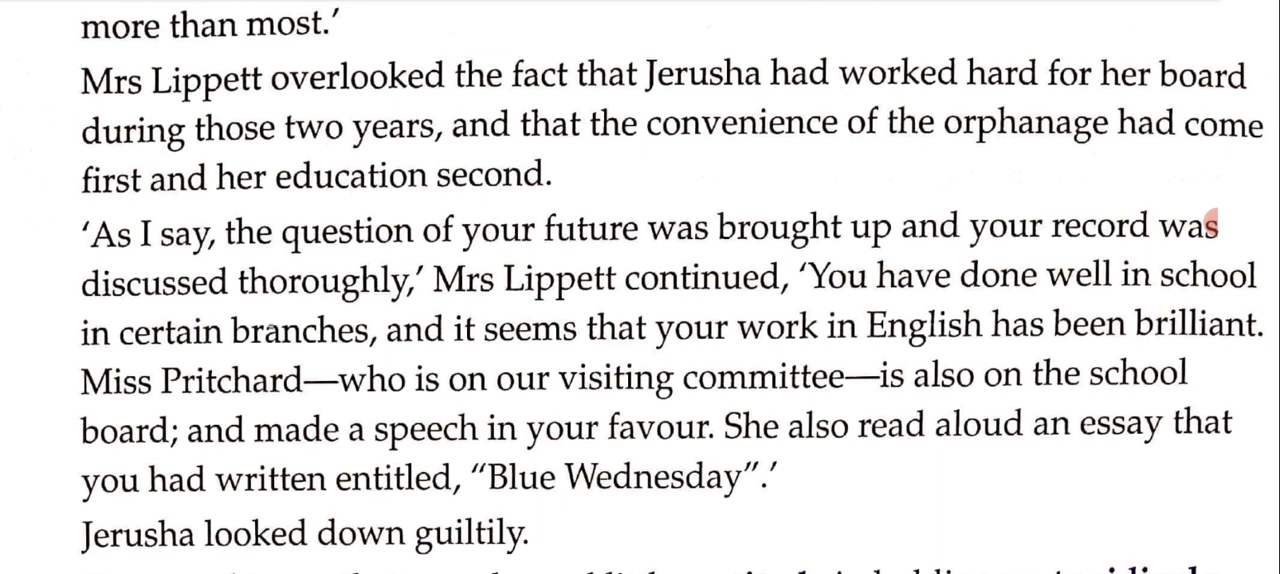 more than most.’
Mrs Lippett overlooked the fact that Jerusha had worked hard for her board
during those two years, and that the convenience of the orphanage had come
first and her education second.
‘As I say, the question of your future was brought up and your record was
discussed thoroughly,’ Mrs Lippett continued, ‘You have done well in school
in certain branches, and it seems that your work in English has been brilliant.
Miss Pritchard—who is on our visiting committee—is also on the school
board; and made a speech in your favour. She also read aloud an essay that
you had written entitled, “Blue Wednesday”.’
Jerusha looked down guiltily.